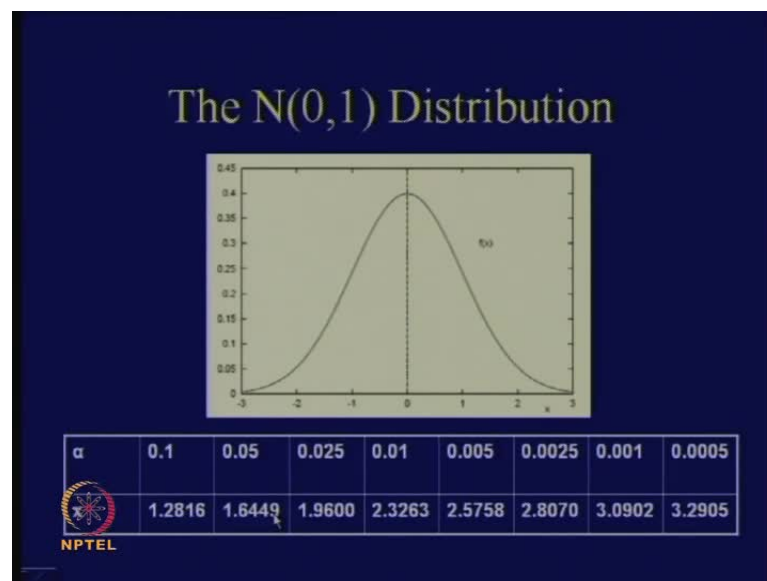 The N(0,1) Distribution
0.45
0.4
0.35
0.3
0.25
0.2
0.15
0.1
0.05
0
f(x)
-3 -2 -1 0 1 2 3
x
α 0.1 0.05 0.025 0.01 0.005 0.0025 0.001 0.0005
x 1.2816 1.6449 1.9600 2.3263 2.5758 2.8070 3.0902 3.2905
NPTEL